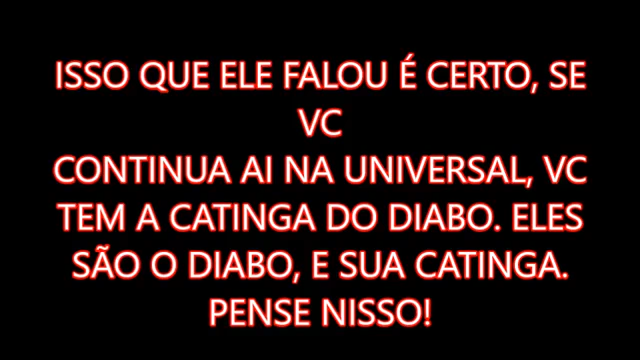 ISSO QUE ELE FALOU É CERTO, SE
VC
CONTINUA AI NA UNIVERSAL, VC
TEM A CATINGA DO DIABO. ELES
SÃO O DIABO, E SUA CATINGA.
PENSE NISSO!